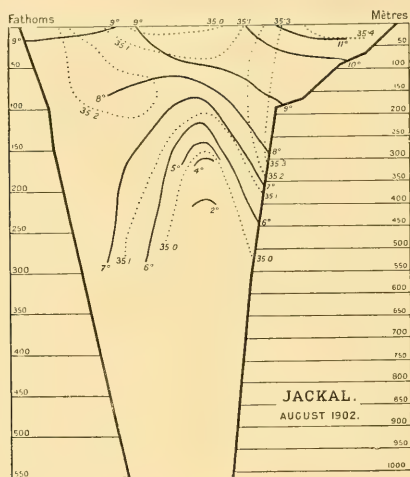 Fathoms Mètres
9° 9° 9° 35·0 35·1 35·3 35·4
35·1 11° 50
50 10° 100
8° 35·2 9° 150
100 200
8° 250
150 5° 4° 35·3 300
35·2
7° 350
35·1
200 2° 400
6° 450
250 35·0 500
35·0 550
300 7° 35·1 6° 600
350 650
700
400 750
800
450 JACKAL. 850
AUGUST 1902. 900
500 950
550 1000